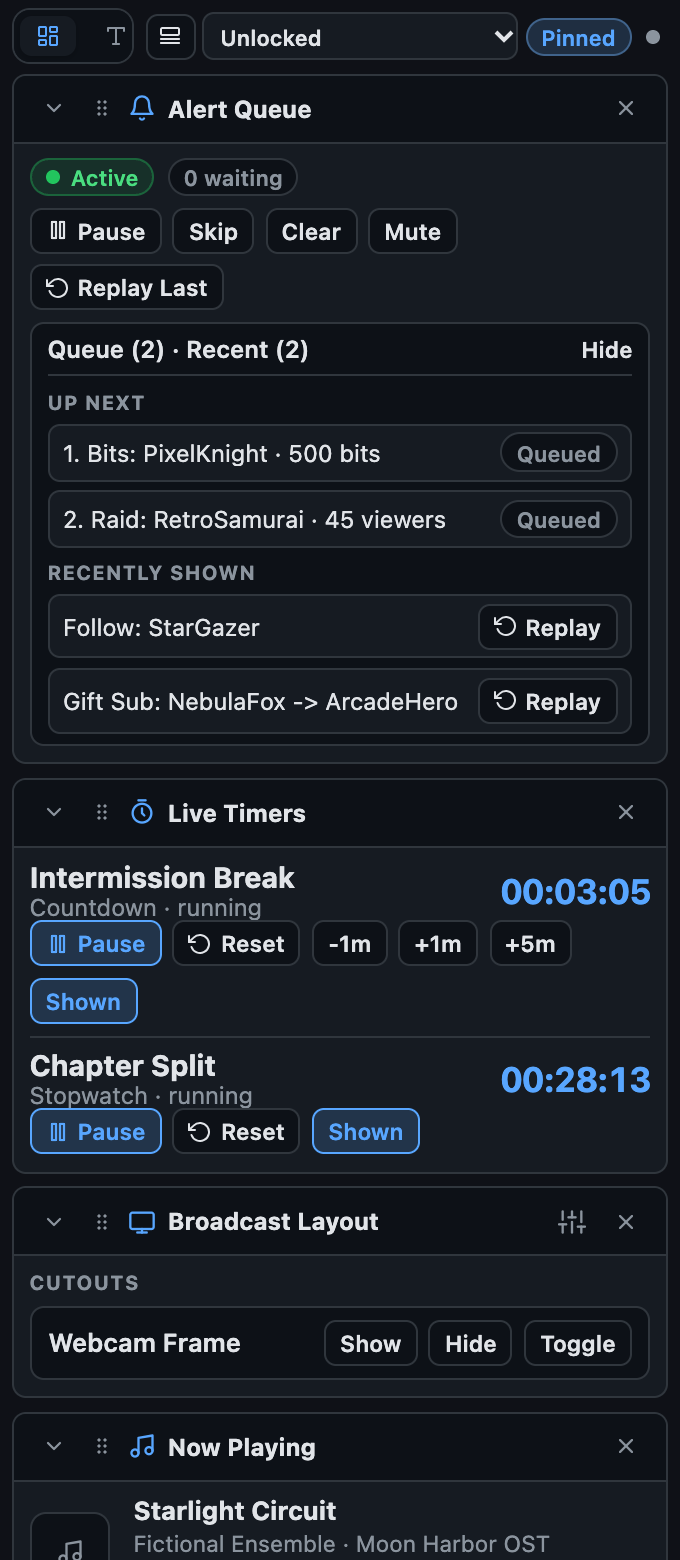 T Unlocked Pinned
Alert Queue
Active 0 waiting
Pause Skip Clear Mute
Replay Last
Queue (2) · Recent (2) Hide
UP NEXT
1. Bits: PixelKnight · 500 bits Queued
2. Raid: RetroSamurai · 45 viewers Queued
RECENTLY SHOWN
Follow: StarGazer Replay
Gift Sub: NebulaFox -> ArcadeHero Replay
Live Timers
Intermission Break 00:03:05
Countdown · running
Pause Reset -1m +1m +5m
Shown
Chapter Split 00:28:13
Stopwatch · running
Pause Reset Shown
Broadcast Layout
CUTOUTS
Webcam Frame Show Hide Toggle
Now Playing
Starlight Circuit
Fictional Ensemble · Moon Harbor OST